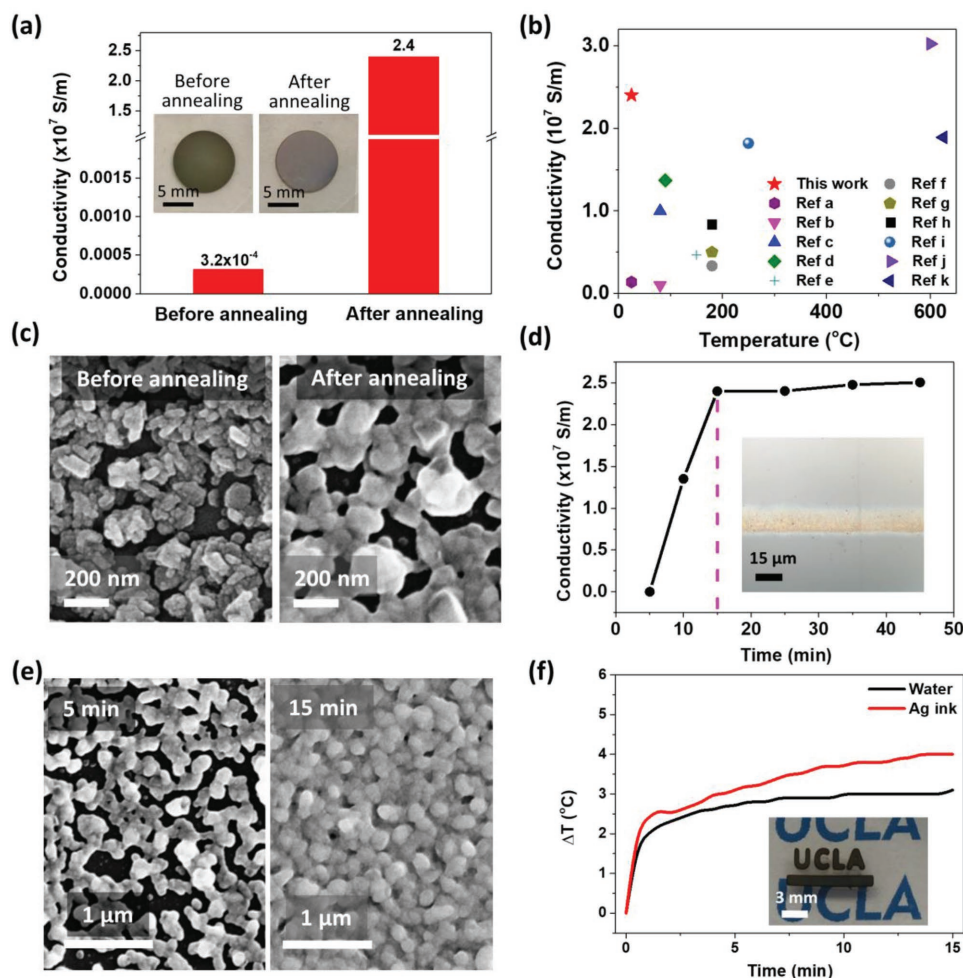 (a)
Conductivity (x10⁷ S/m)
2.5
2.0
1.5
0.0015
0.0010
0.0005
0.0000
2.4
Before annealing
After annealing
5 mm
5 mm
3.2x10⁻⁴
Before annealing
After annealing
(b)
Conductivity (10⁷ S/m)
3.0
2.0
1.0
0.0
This work
Ref a
Ref b
Ref c
Ref d
Ref e
Ref f
Ref g
Ref h
Ref i
Ref j
Ref k
0
200
400
600
Temperature (°C)
(c)
Before annealing
200 nm
After annealing
200 nm
(d)
Conductivity (x10⁷ S/m)
2.5
2.0
1.5
1.0
0.5
0.0
15 µm
0
10
20
30
40
50
Time (min)
(e)
5 min
1 µm
15 min
1 µm
(f)
ΔT (°C)
6
5
4
3
2
1
0
Water
Ag ink
UCLA
UCLA
UCLA
3 mm
0
5
10
15
Time (min)